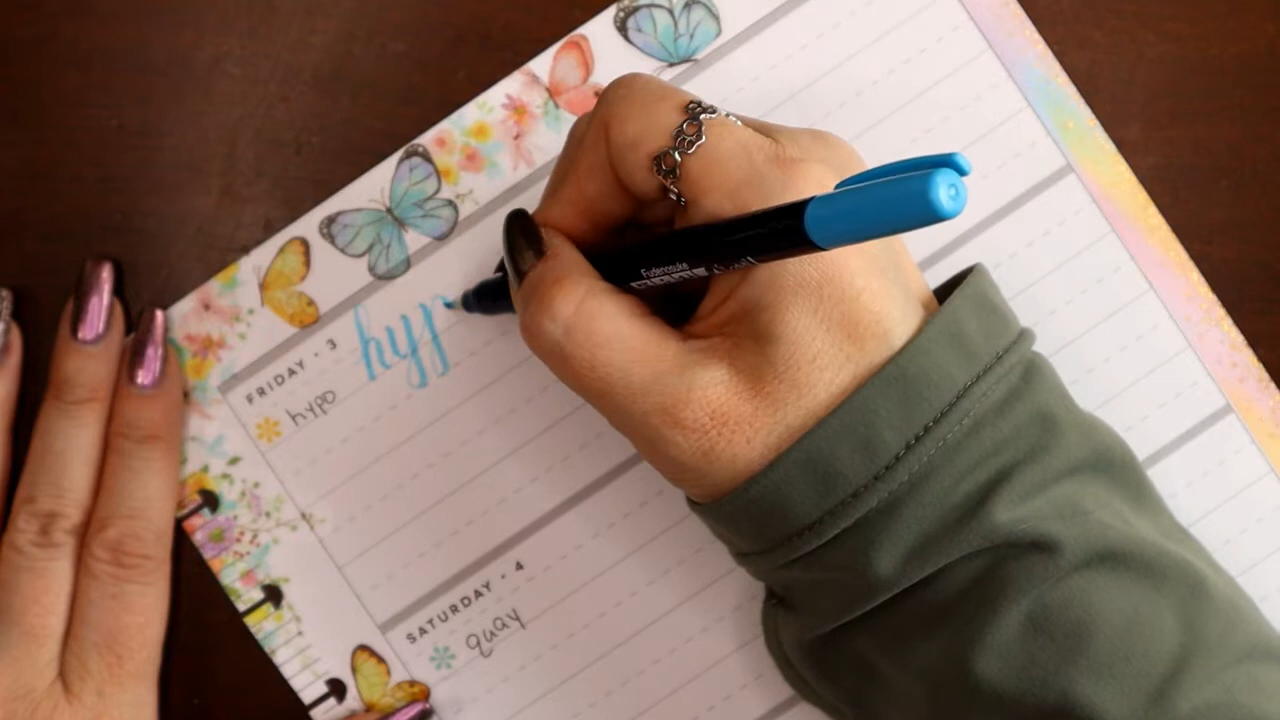 FRIDAY • 3
hypo
hyp
SATURDAY • 4
quay
Fudenosuke